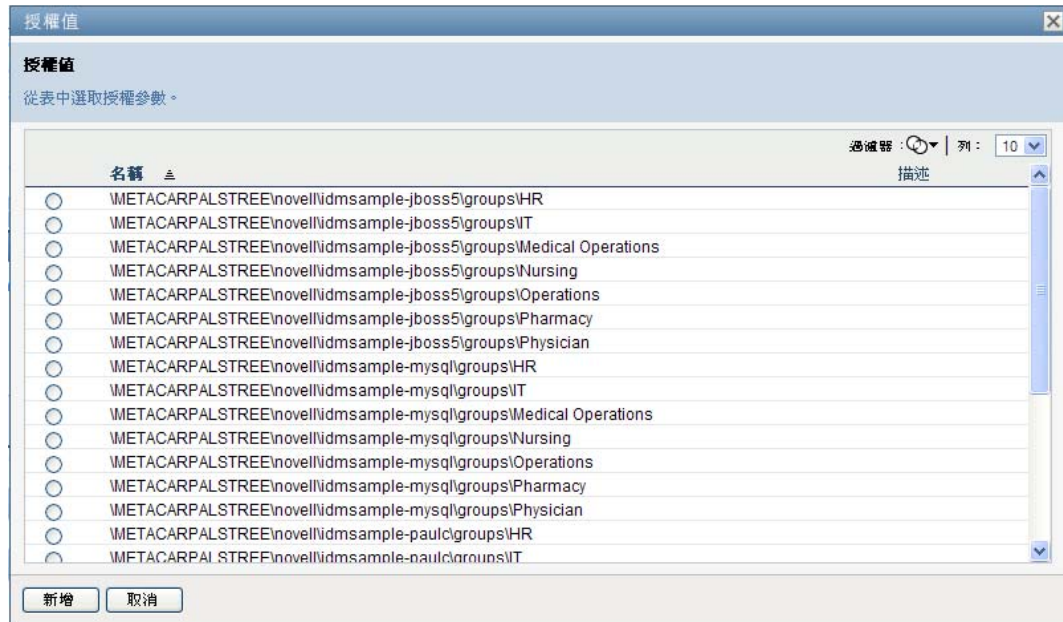 授權值
授權值
從表中選取授權參數。
過濾器:
列: 10
名稱 描述
\METACARPALSTREE\novell\idmsample-jboss5\groups\HR
\METACARPALSTREE\novell\idmsample-jboss5\groups\IT
\METACARPALSTREE\novell\idmsample-jboss5\groups\Medical Operations
\METACARPALSTREE\novell\idmsample-jboss5\groups\Nursing
\METACARPALSTREE\novell\idmsample-jboss5\groups\Operations
\METACARPALSTREE\novell\idmsample-jboss5\groups\Pharmacy
\METACARPALSTREE\novell\idmsample-jboss5\groups\Physician
\METACARPALSTREE\novell\idmsample-mysql\groups\HR
\METACARPALSTREE\novell\idmsample-mysql\groups\IT
\METACARPALSTREE\novell\idmsample-mysql\groups\Medical Operations
\METACARPALSTREE\novell\idmsample-mysql\groups\Nursing
\METACARPALSTREE\novell\idmsample-mysql\groups\Operations
\METACARPALSTREE\novell\idmsample-mysql\groups\Pharmacy
\METACARPALSTREE\novell\idmsample-mysql\groups\Physician
\METACARPALSTREE\novell\idmsample-paulc\groups\HR
\METACARPALSTREE\novell\idmsample-paulc\groups\IT
新增 取消